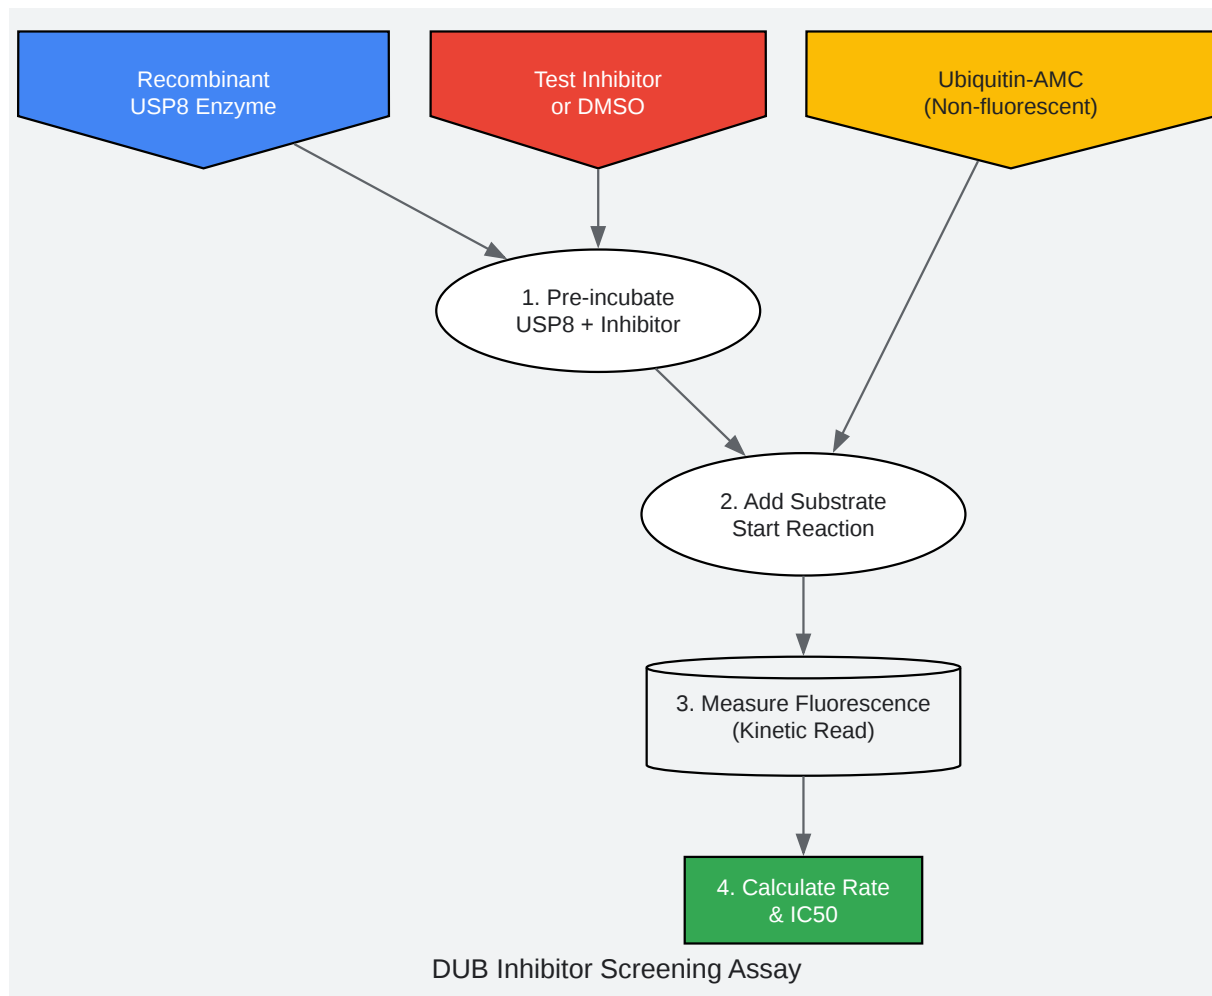 Recombinant
USP8 Enzyme
Test Inhibitor
or DMSO
Ubiquitin-AMC
(Non-fluorescent)
1. Pre-incubate
USP8 + Inhibitor
2. Add Substrate
Start Reaction
3. Measure Fluorescence
(Kinetic Read)
4. Calculate Rate
& IC50
DUB Inhibitor Screening Assay